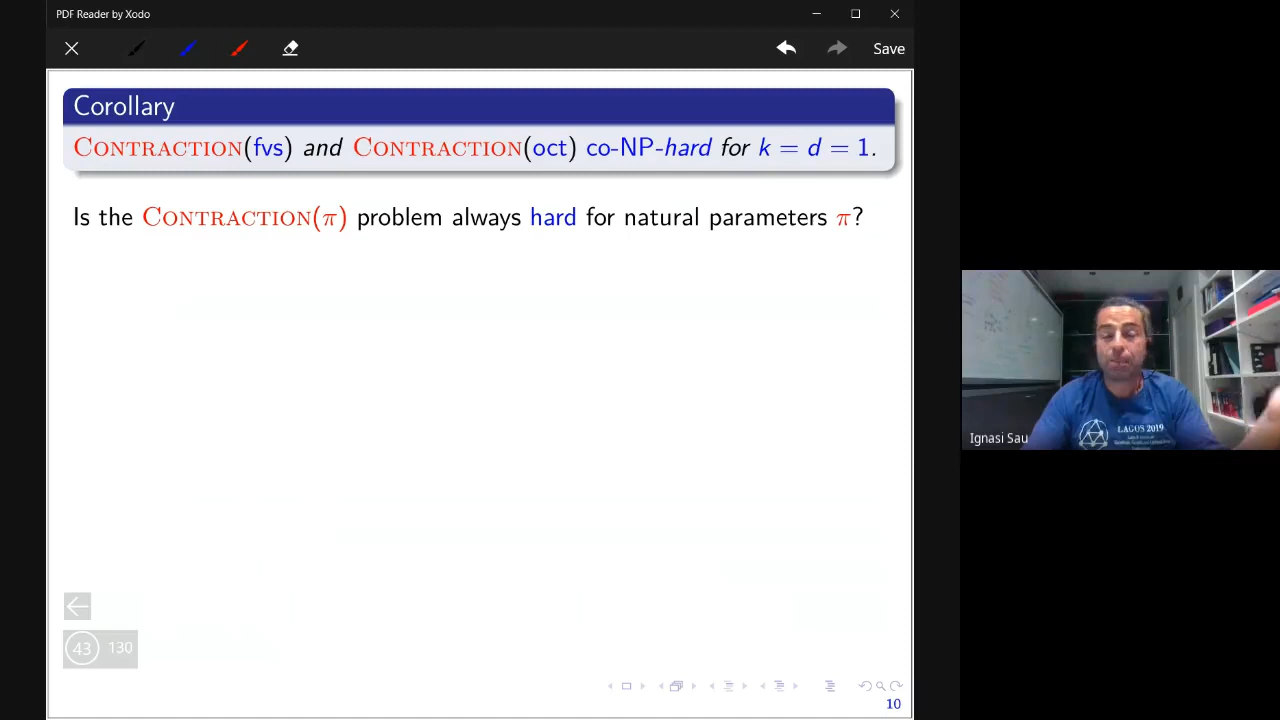 PDF Reader by Xodo
Save
Corollary
CONTRACTION(fvs) and CONTRACTION(oct) co-NP-hard for k = d = 1.
Is the CONTRACTION(π) problem always hard for natural parameters π?
LAGOS 2019
Ignasi Sau
43 130
10